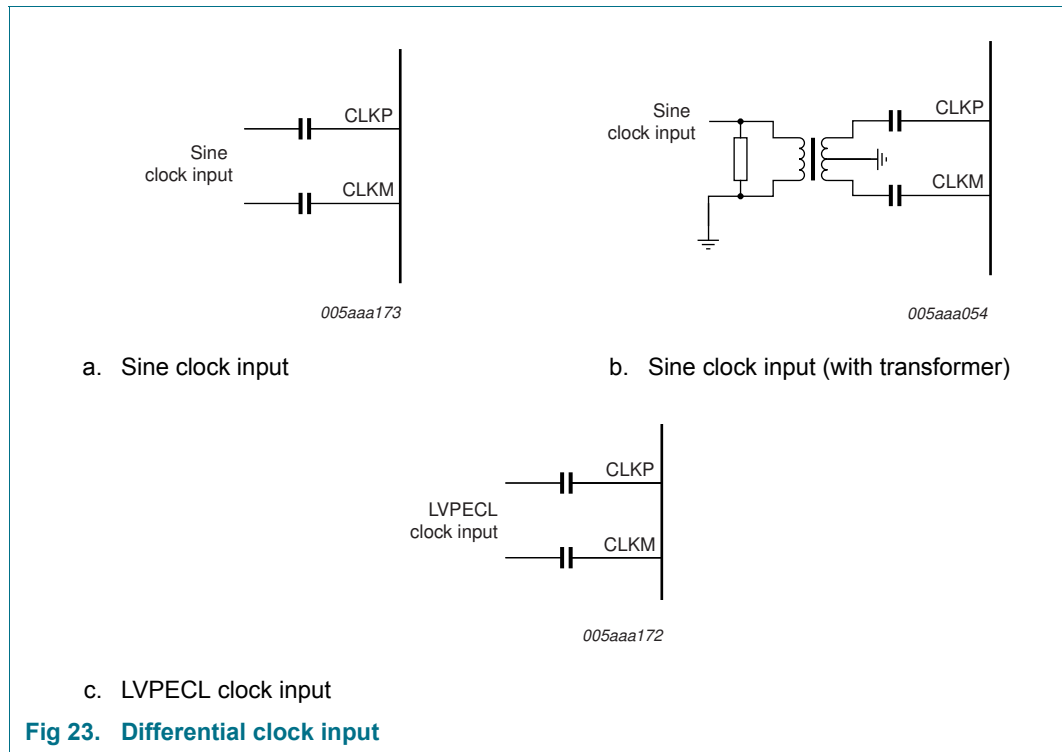 CLKP
Sine
clock input
CLKM
005aaa173
a. Sine clock input
Sine
clock input
CLKP
CLKM
005aaa054
b. Sine clock input (with transformer)
CLKP
LVPECL
clock input
CLKM
005aaa172
c. LVPECL clock input
Fig 23. Differential clock input